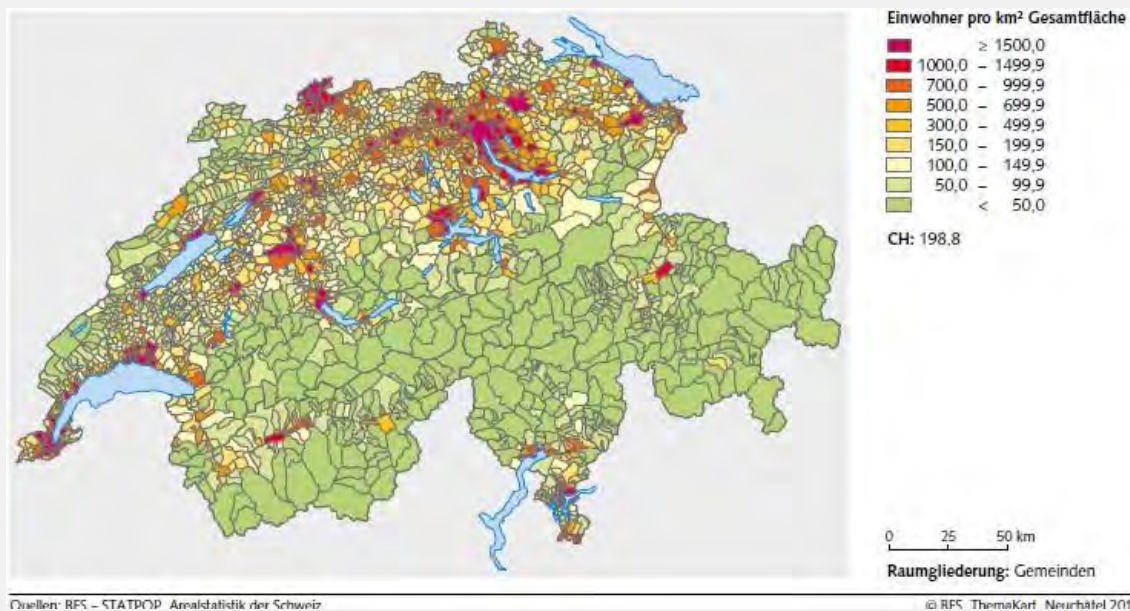 Einwohner pro km² Gesamtfläche
≥ 1500,0
1000,0 – 1499,9
700,0 – 999,9
500,0 – 699,9
300,0 – 499,9
150,0 – 199,9
100,0 – 149,9
50,0 – 99,9
< 50,0
CH: 198.8
0 25 50 km
Raumgliederung: Gemeinden
Quellen: BFS – STATPOP, Arealstatistik der Schweiz
© BFS, ThemaKart, Neuchâtel 201